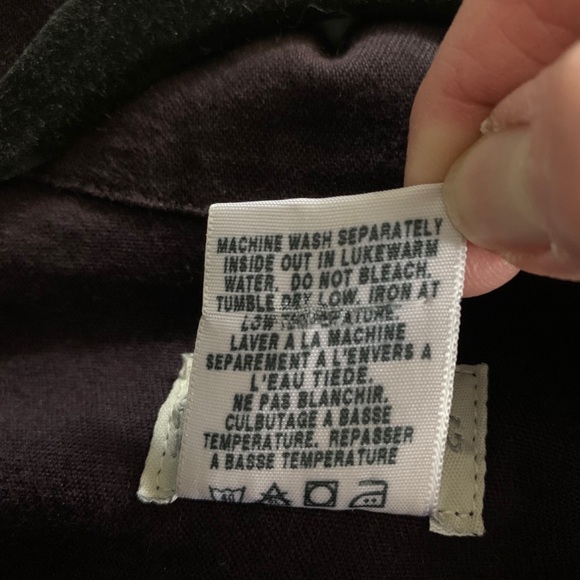 MACHINE WASH SEPARATELY
INSIDE OUT IN LUKEWARM
WATER. DO NOT BLEACH.
TUMBLE DRY LOW. IRON AT
LOW TEMPERATURE.
LAVER A LA MACHINE
SEPAREMENT A L'ENVERS A
L'EAU TIEDE.
NE PAS BLANCHIR.
CULBUTAGE A BASSE
TEMPERATURE. REPASSER
A BASSE TEMPERATURE